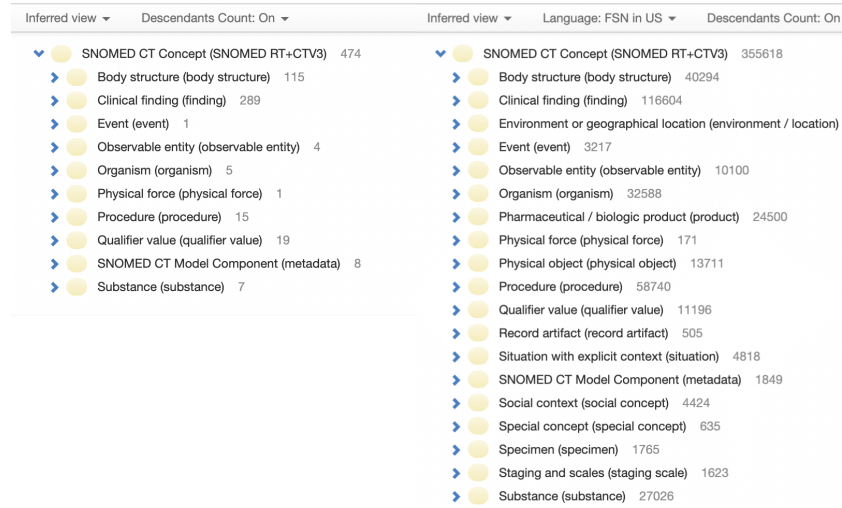 Inferred view Descendants Count: On
SNOMED CT Concept (SNOMED RT+CTV3) 474
Body structure (body structure) 115
Clinical finding (finding) 289
Event (event) 1
Observable entity (observable entity) 4
Organism (organism) 5
Physical force (physical force) 1
Procedure (procedure) 15
Qualifier value (qualifier value) 19
SNOMED CT Model Component (metadata) 8
Substance (substance) 7
Inferred view Language: FSN in US Descendants Count: On
SNOMED CT Concept (SNOMED RT+CTV3) 355618
Body structure (body structure) 40294
Clinical finding (finding) 116604
Environment or geographical location (environment / location)
Event (event) 3217
Observable entity (observable entity) 10100
Organism (organism) 32588
Pharmaceutical / biologic product (product) 24500
Physical force (physical force) 171
Physical object (physical object) 13711
Procedure (procedure) 58740
Qualifier value (qualifier value) 11196
Record artifact (record artifact) 505
Situation with explicit context (situation) 4818
SNOMED CT Model Component (metadata) 1849
Social context (social concept) 4424
Special concept (special concept) 635
Specimen (specimen) 1765
Staging and scales (staging scale) 1623
Substance (substance) 27026